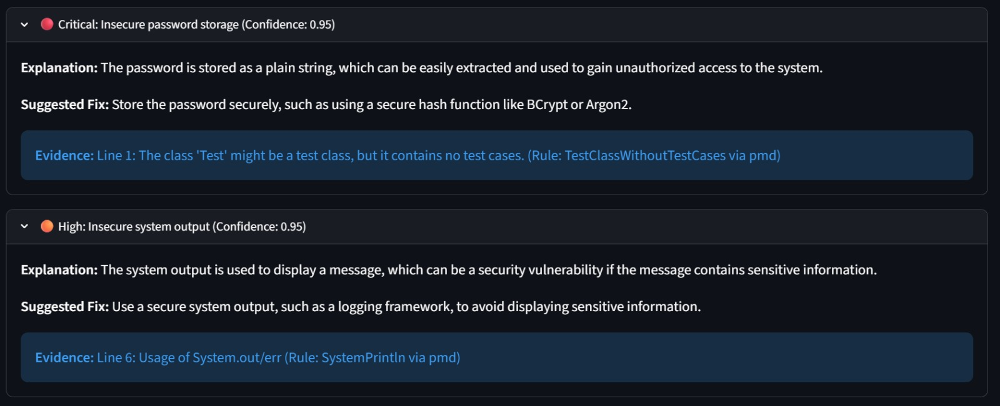 Critical: Insecure password storage (Confidence: 0.95)
Explanation: The password is stored as a plain string, which can be easily extracted and used to gain unauthorized access to the system.
Suggested Fix: Store the password securely, such as using a secure hash function like BCrypt or Argon2.
Evidence: Line 1: The class 'Test' might be a test class, but it contains no test cases. (Rule: TestClassWithoutTestCases via pmd)
High: Insecure system output (Confidence: 0.95)
Explanation: The system output is used to display a message, which can be a security vulnerability if the message contains sensitive information.
Suggested Fix: Use a secure system output, such as a logging framework, to avoid displaying sensitive information.
Evidence: Line 6: Usage of System.out/err (Rule: SystemPrintln via pmd)